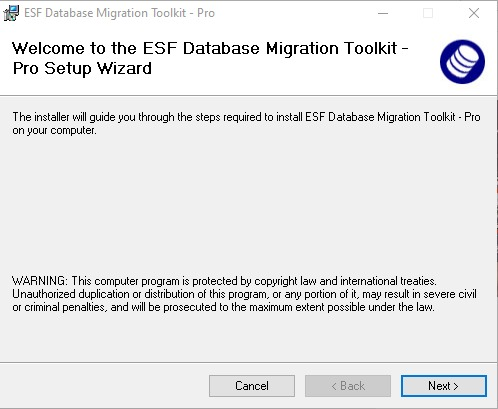 ESF Database Migration Toolkit - Pro
Welcome to the ESF Database Migration Toolkit -
Pro Setup Wizard
The installer will guide you through the steps required to install ESF Database Migration Toolkit - Pro
on your computer.
WARNING: This computer program is protected by copyright law and international treaties.
Unauthorized duplication or distribution of this program, or any portion of it, may result in severe civil
or criminal penalties, and will be prosecuted to the maximum extent possible under the law.
Cancel
< Back
Next >